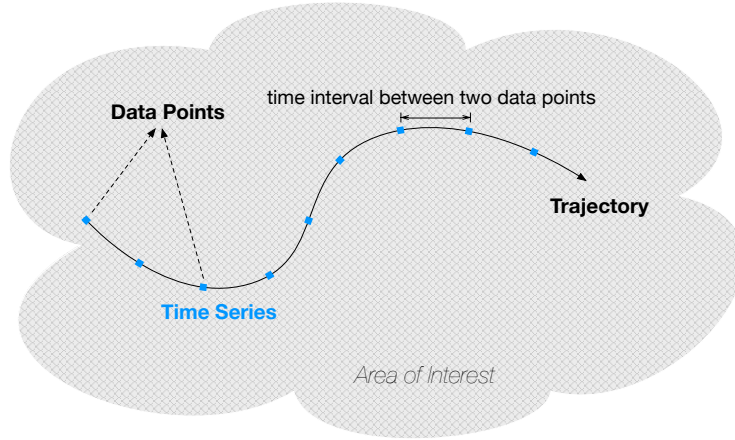 time interval between two data points
Data Points
Trajectory
Time Series
Area of Interest